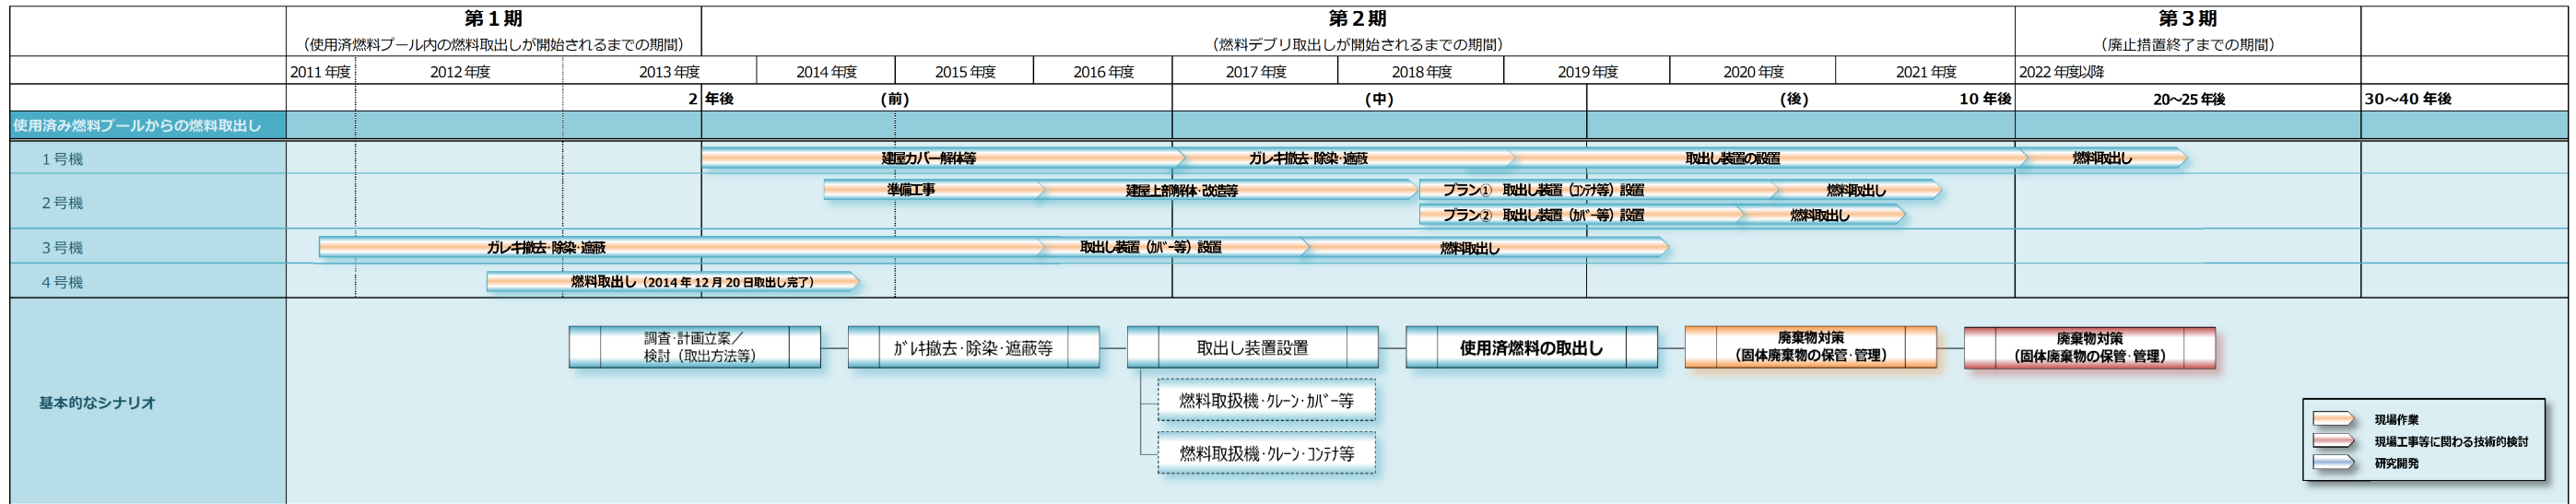 第１期
（使用済燃料プール内の燃料取出しが開始されるまでの期間）
第２期
（燃料デブリ取出しが開始されるまでの期間）
第３期
（廃止措置終了までの期間）
2011 年度
2012 年度
2013 年度
2014 年度
2015 年度
2016 年度
2017 年度
2018 年度
2019 年度
2020 年度
2021 年度
2022 年度以降
2 年後
(前)
(中)
(後)
10 年後
20～25 年後
30～40 年後
使用済み燃料プールからの燃料取出し
１号機
建屋カバー解体等
ガレキ撤去・除染・遮蔽
取出し装置の設置
燃料取出し
２号機
準備工事
建屋上部解体・改造等
プラン① 取出し装置（ｺﾝﾃﾅ等）設置
燃料取出し
プラン② 取出し装置（ｶﾊﾞｰ等）設置
燃料取出し
３号機
ガレキ撤去・除染・遮蔽
取出し装置（ｶﾊﾞｰ等）設置
燃料取出し
４号機
燃料取出し（2014 年 12 月 20 日取出し完了）
基本的なシナリオ
調査・計画立案／
検討（取出方法等）
ｶﾞﾚｷ撤去・除染・遮蔽等
取出し装置設置
使用済燃料の取出し
廃棄物対策
（固体廃棄物の保管・管理）
廃棄物対策
（固体廃棄物の保管・管理）
燃料取扱機・ｸﾚｰﾝ・ｶﾊﾞｰ等
燃料取扱機・ｸﾚｰﾝ・ｺﾝﾃﾅ等
現場作業
現場工事等に関わる技術的検討
研究開発